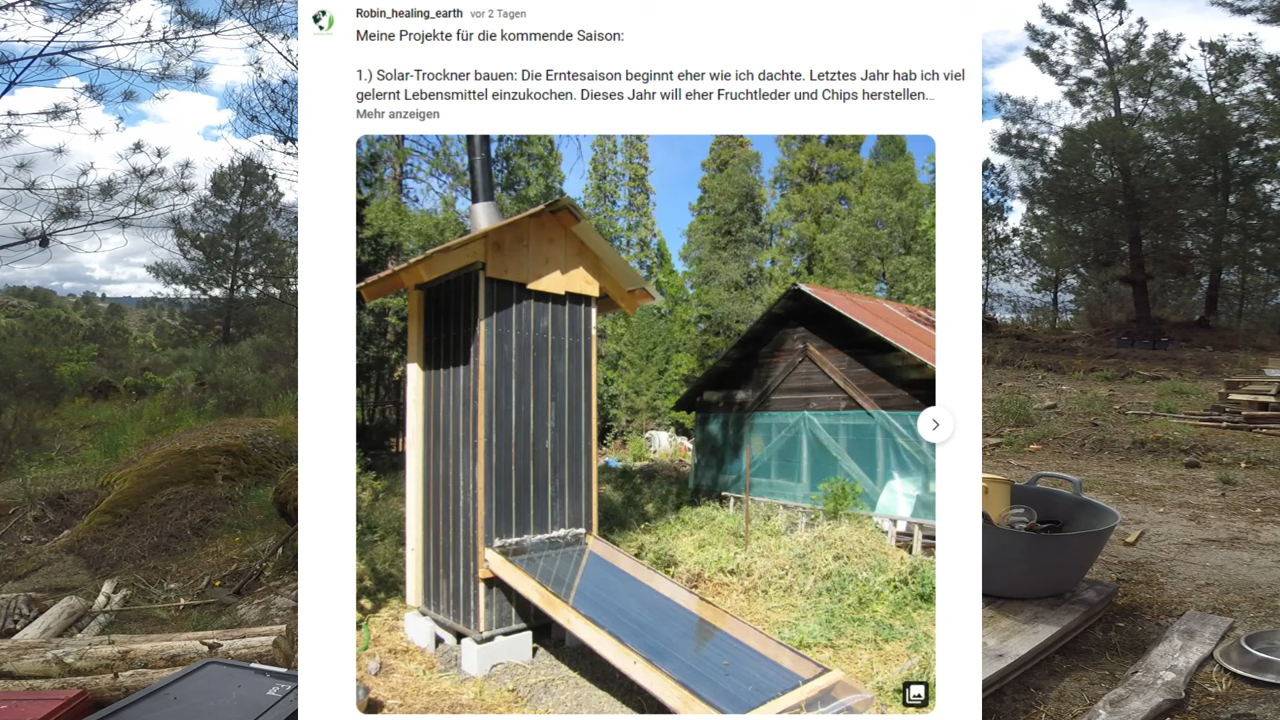 Robin_healing_earth vor 2 Tagen
Meine Projekte für die kommende Saison:
1.) Solar-Trockner bauen: Die Erntesaison beginnt eher wie ich dachte. Letztes Jahr hab ich viel
gelernt Lebensmittel einzukochen. Dieses Jahr will eher Fruchtleder und Chips herstellen...
Mehr anzeigen
Food